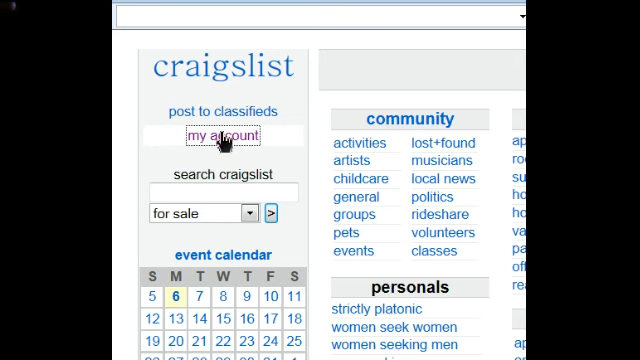 craigslist
post to classifieds
my account
search craigslist
for sale
>
event calendar
S M T W T F S
5 6 7 8 9 10 11
12 13 14 15 16 17 18
19 20 21 22 23 24 25
community
activities lost+found
artists musicians
childcare local news
general politics
groups rideshare
pets volunteers
events classes
personals
strictly platonic
women seek women
women seeking men